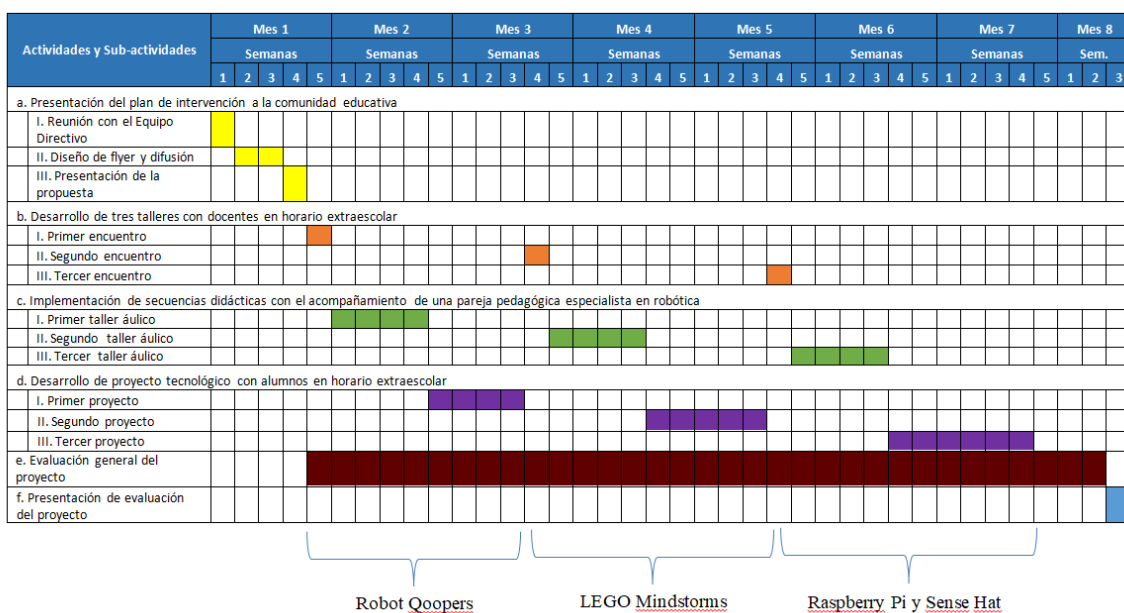 Actividades y Sub-actividades
Mes 1 Mes 2 Mes 3 Mes 4 Mes 5 Mes 6 Mes 7 Mes 8
Semanas Semanas Semanas Semanas Semanas Semanas Semanas Sem.
1 2 3 4 5 1 2 3 4 5 1 2 3 4 5 1 2 3 4 5 1 2 3 4 5 1 2 3 4 5 1 2 3 4 5 1 2 3
a. Presentación del plan de intervención a la comunidad educativa
I. Reunión con el Equipo
Directivo
II. Diseño de flyer y difusión
III. Presentación de la
propuesta
b. Desarrollo de tres talleres con docentes en horario extraescolar
I. Primer encuentro
II. Segundo encuentro
III. Tercer encuentro
c. Implementación de secuencias didácticas con el acompañamiento de una pareja pedagógica especialista en robótica
I. Primer taller áulico
II. Segundo taller áulico
III. Tercer taller áulico
d. Desarrollo de proyecto tecnológico con alumnos en horario extraescolar
I. Primer proyecto
II. Segundo proyecto
III. Tercer proyecto
e. Evaluación general del
proyecto
f. Presentación de evaluación
del proyecto
Robot Qoopers
LEGO Mindstorms
Raspberry Pi y Sense Hat